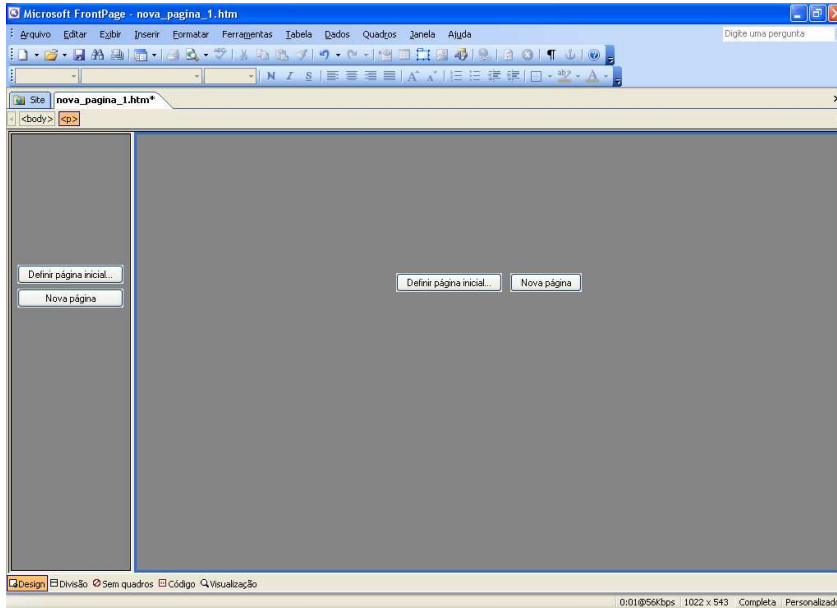 Microsoft FrontPage - nova_pagina_1.htm
Arquivo Editar Exibir Inserir Formatar Ferramentas Tabela Dados Quadros Janela Ajuda Digite uma pergunta
N I S
Site nova_pagina_1.htm*
<body> <p>
Definir página inicial...
Nova página
Definir página inicial... Nova página
Design Divisão Sem quadros Código Visualização
0:01@56Kbps 1022 x 543 Completa Personalizado